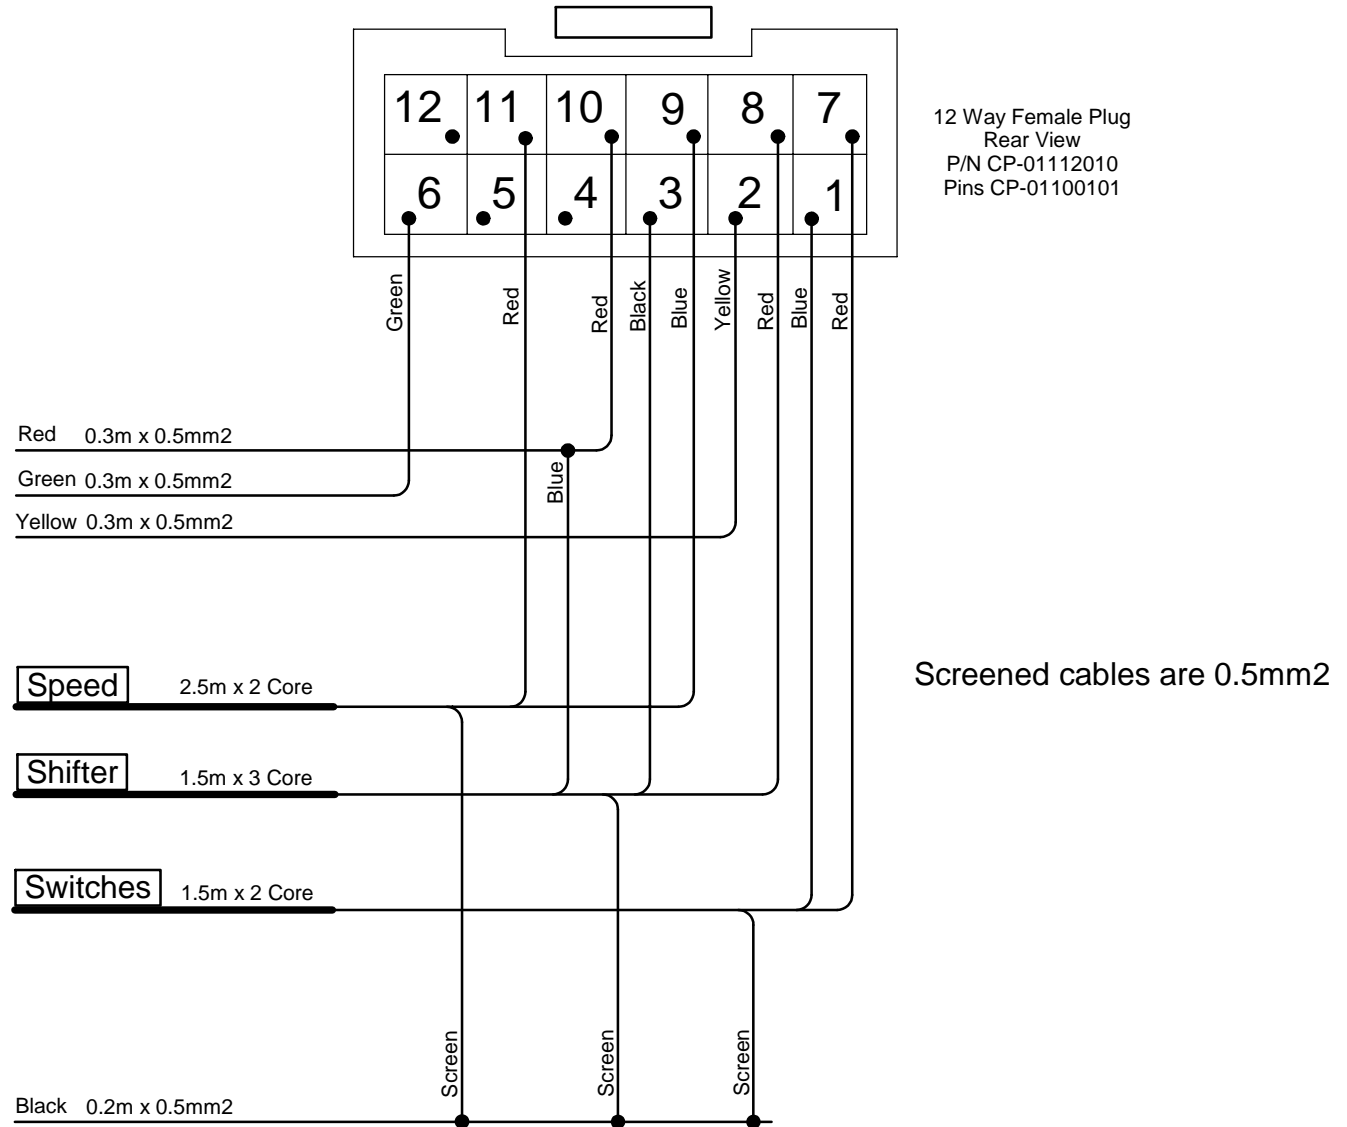 12 11 10 9 8 7
6 5 4 3 2 1
12 Way Female Plug
Rear View
P/N CP-01112010
Pins CP-01100101
Green
Red
Red
Black
Blue
Yellow
Red
Blue
Red
Red 0.3m x 0.5mm2
Green 0.3m x 0.5mm2
Blue
Yellow 0.3m x 0.5mm2
Speed 2.5m x 2 Core
Screened cables are 0.5mm2
Shifter 1.5m x 3 Core
Switches 1.5m x 2 Core
Screen
Screen
Screen
Black 0.2m x 0.5mm2